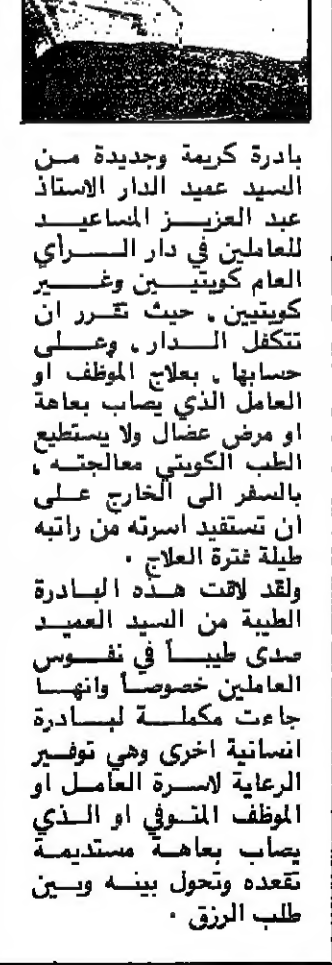 بادرة كريمة وجديدة من
السيد عميد الدار الاستاذ
عبد العزيز المساعيد
للعاملين في دار الرأي
العام كويتيين وغير
كويتيين ، حيث تقرر ان
تتكفل الدار ، وعلى
حسابها ، بعلاج الموظف او
العامل الذي يصاب بعاهة
او مرض عضال ولا يستطيع
الطب الكويتي معالجته ،
بالسفر الى الخارج على
ان تستفيد اسرته من راتبه
طيلة فترة العلاج .
ولقد لاقت هذه البادرة
الطيبة من السيد العميد
صدى طيباً في نفوس
العاملين خصوصاً وانها
جاءت مكملة لبادرة
انسانية اخرى وهي توفير
الرعاية لاسرة العامل او
الموظف المتوفي او الذي
يصاب بعاهة مستديمة
تقعده وتحول بينه وبين
طلب الرزق .